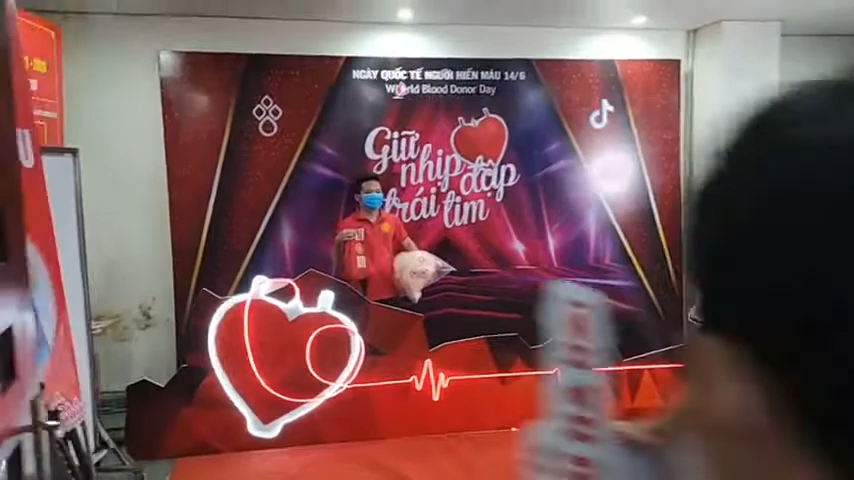 NGÀY QUỐC TẾ NGƯỜI HIẾN MÁU 14/6
World Blood Donor Day
Giữ
nhịp đập
trái tim